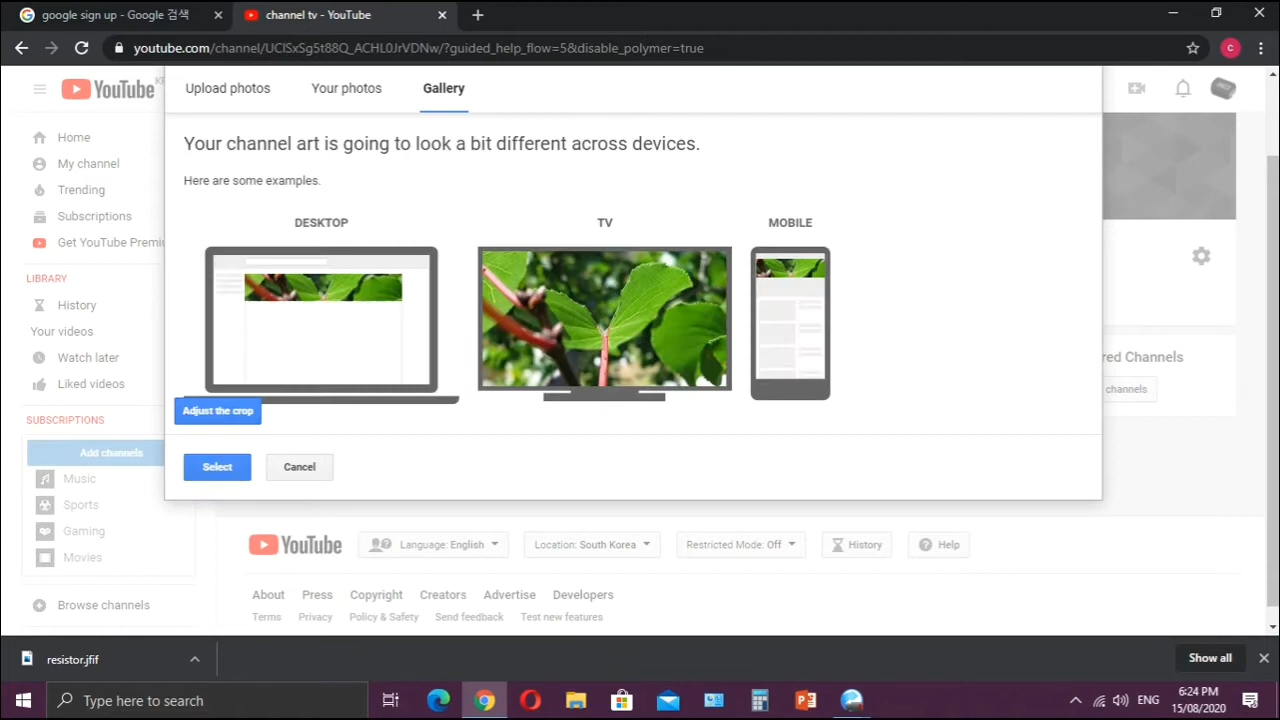 google sign up - Google 검색
channel tv - YouTube
youtube.com/channel/UClSxSg5t88Q_ACHL0JrVDNw/?guided_help_flow=5&disable_polymer=true
C
YouTube
Upload photos
Your photos
Gallery
Your channel art is going to look a bit different across devices.
Here are some examples.
DESKTOP
TV
MOBILE
Adjust the crop
Select
Cancel
Home
My channel
Trending
Subscriptions
Get YouTube Premiu
LIBRARY
History
Your videos
Watch later
Liked videos
SUBSCRIPTIONS
Add channels
Music
Sports
Gaming
Movies
Browse channels
red Channels
channels
YouTube
Language: English
Location: South Korea
Restricted Mode: Off
History
Help
About Press Copyright Creators Advertise Developers
Terms Privacy Policy & Safety Send feedback Test new features
resistor.jfif
Show all
Type here to search
ENG
6:24 PM
15/08/2020